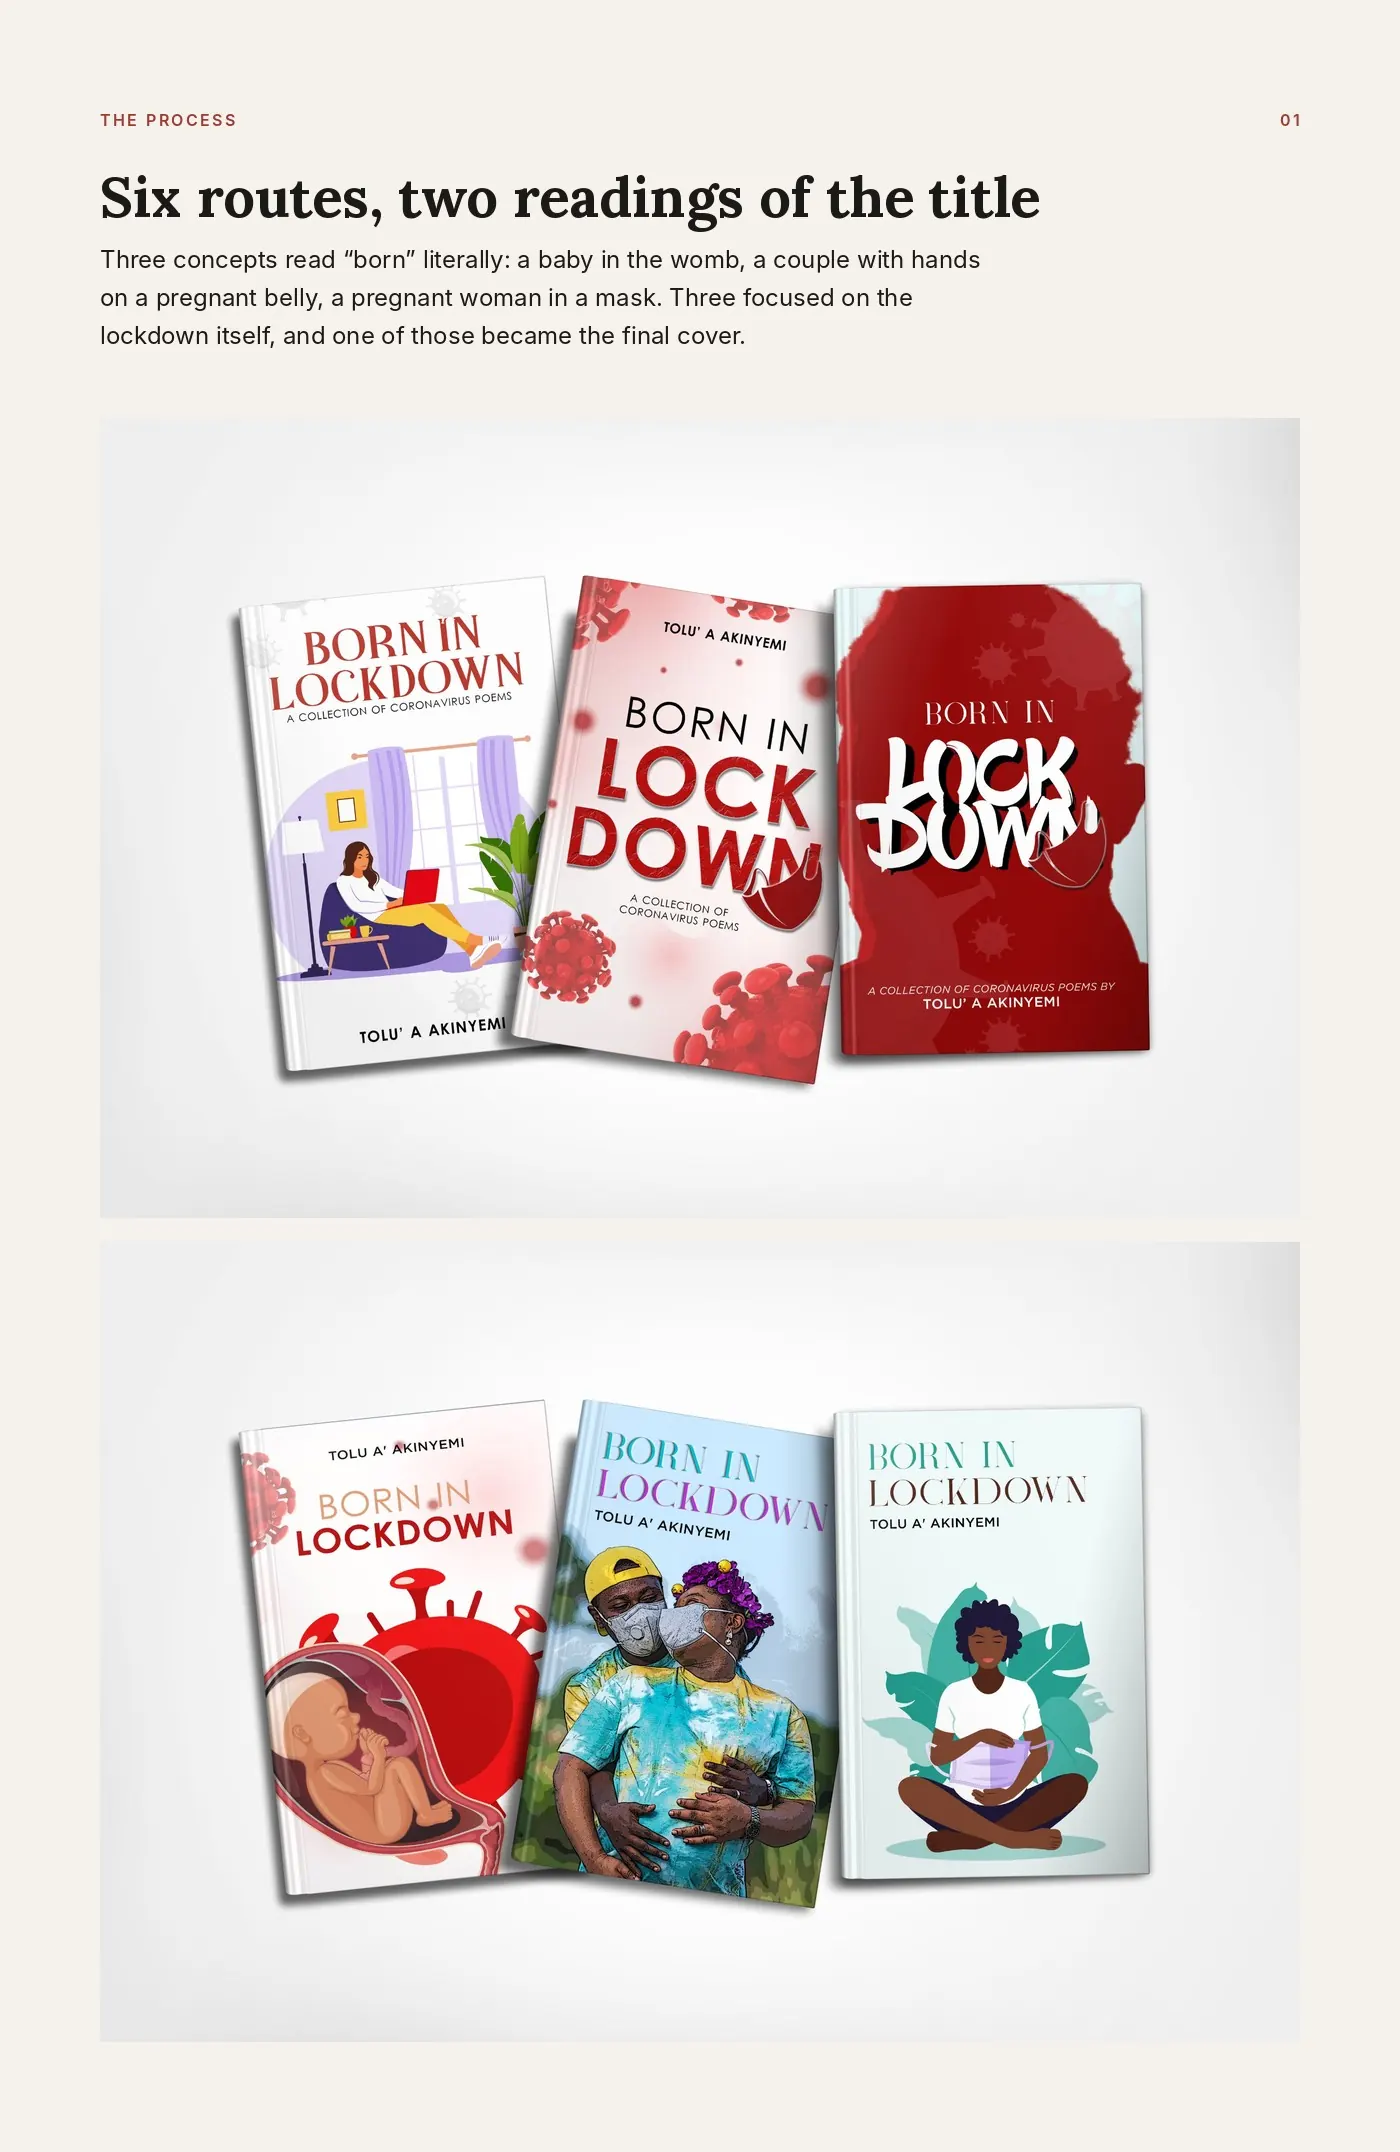 THE PROCESS
01
Six routes, two readings of the title
Three concepts read “born” literally: a baby in the womb, a couple with hands
on a pregnant belly, a pregnant woman in a mask. Three focused on the
lockdown itself, and one of those became the final cover.
BORN IN
LOCKDOWN
A COLLECTION OF CORONAVIRUS POEMS
TOLU' A AKINYEMI
TOLU' A AKINYEMI
BORN IN
LOCK
DOWN
A COLLECTION OF
CORONAVIRUS POEMS
BORN IN
LOCK
DOWN
A COLLECTION OF CORONAVIRUS POEMS BY
TOLU' A AKINYEMI
TOLU A' AKINYEMI
BORN IN
LOCKDOWN
BORN IN
LOCKDOWN
TOLU A' AKINYEMI
BORN IN
LOCKDOWN
TOLU A' AKINYEMI